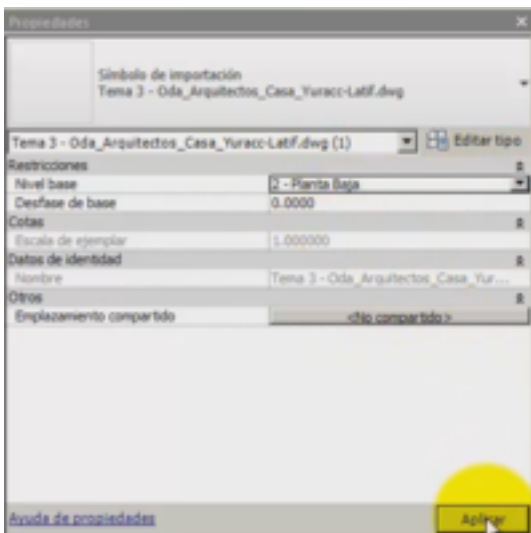 Propiedades
Símbolo de importación
Tema 3 - Oda_Arquitectos_Casa_Yuracc-Latif.dwg
Tema 3 - Oda_Arquitectos_Casa_Yuracc-Latif.dwg (1)
Editar tipo
Restricciones
Nivel base 2 - Planta Baja
Desfase de base 0.0000
Cotas
Escala de ejemplar 1.000000
Datos de identidad
Nombre Tema 3 - Oda_Arquitectos_Casa_Yur...
Otros
Emplazamiento compartido <No compartido>
Ayuda de propiedades
Aplicar